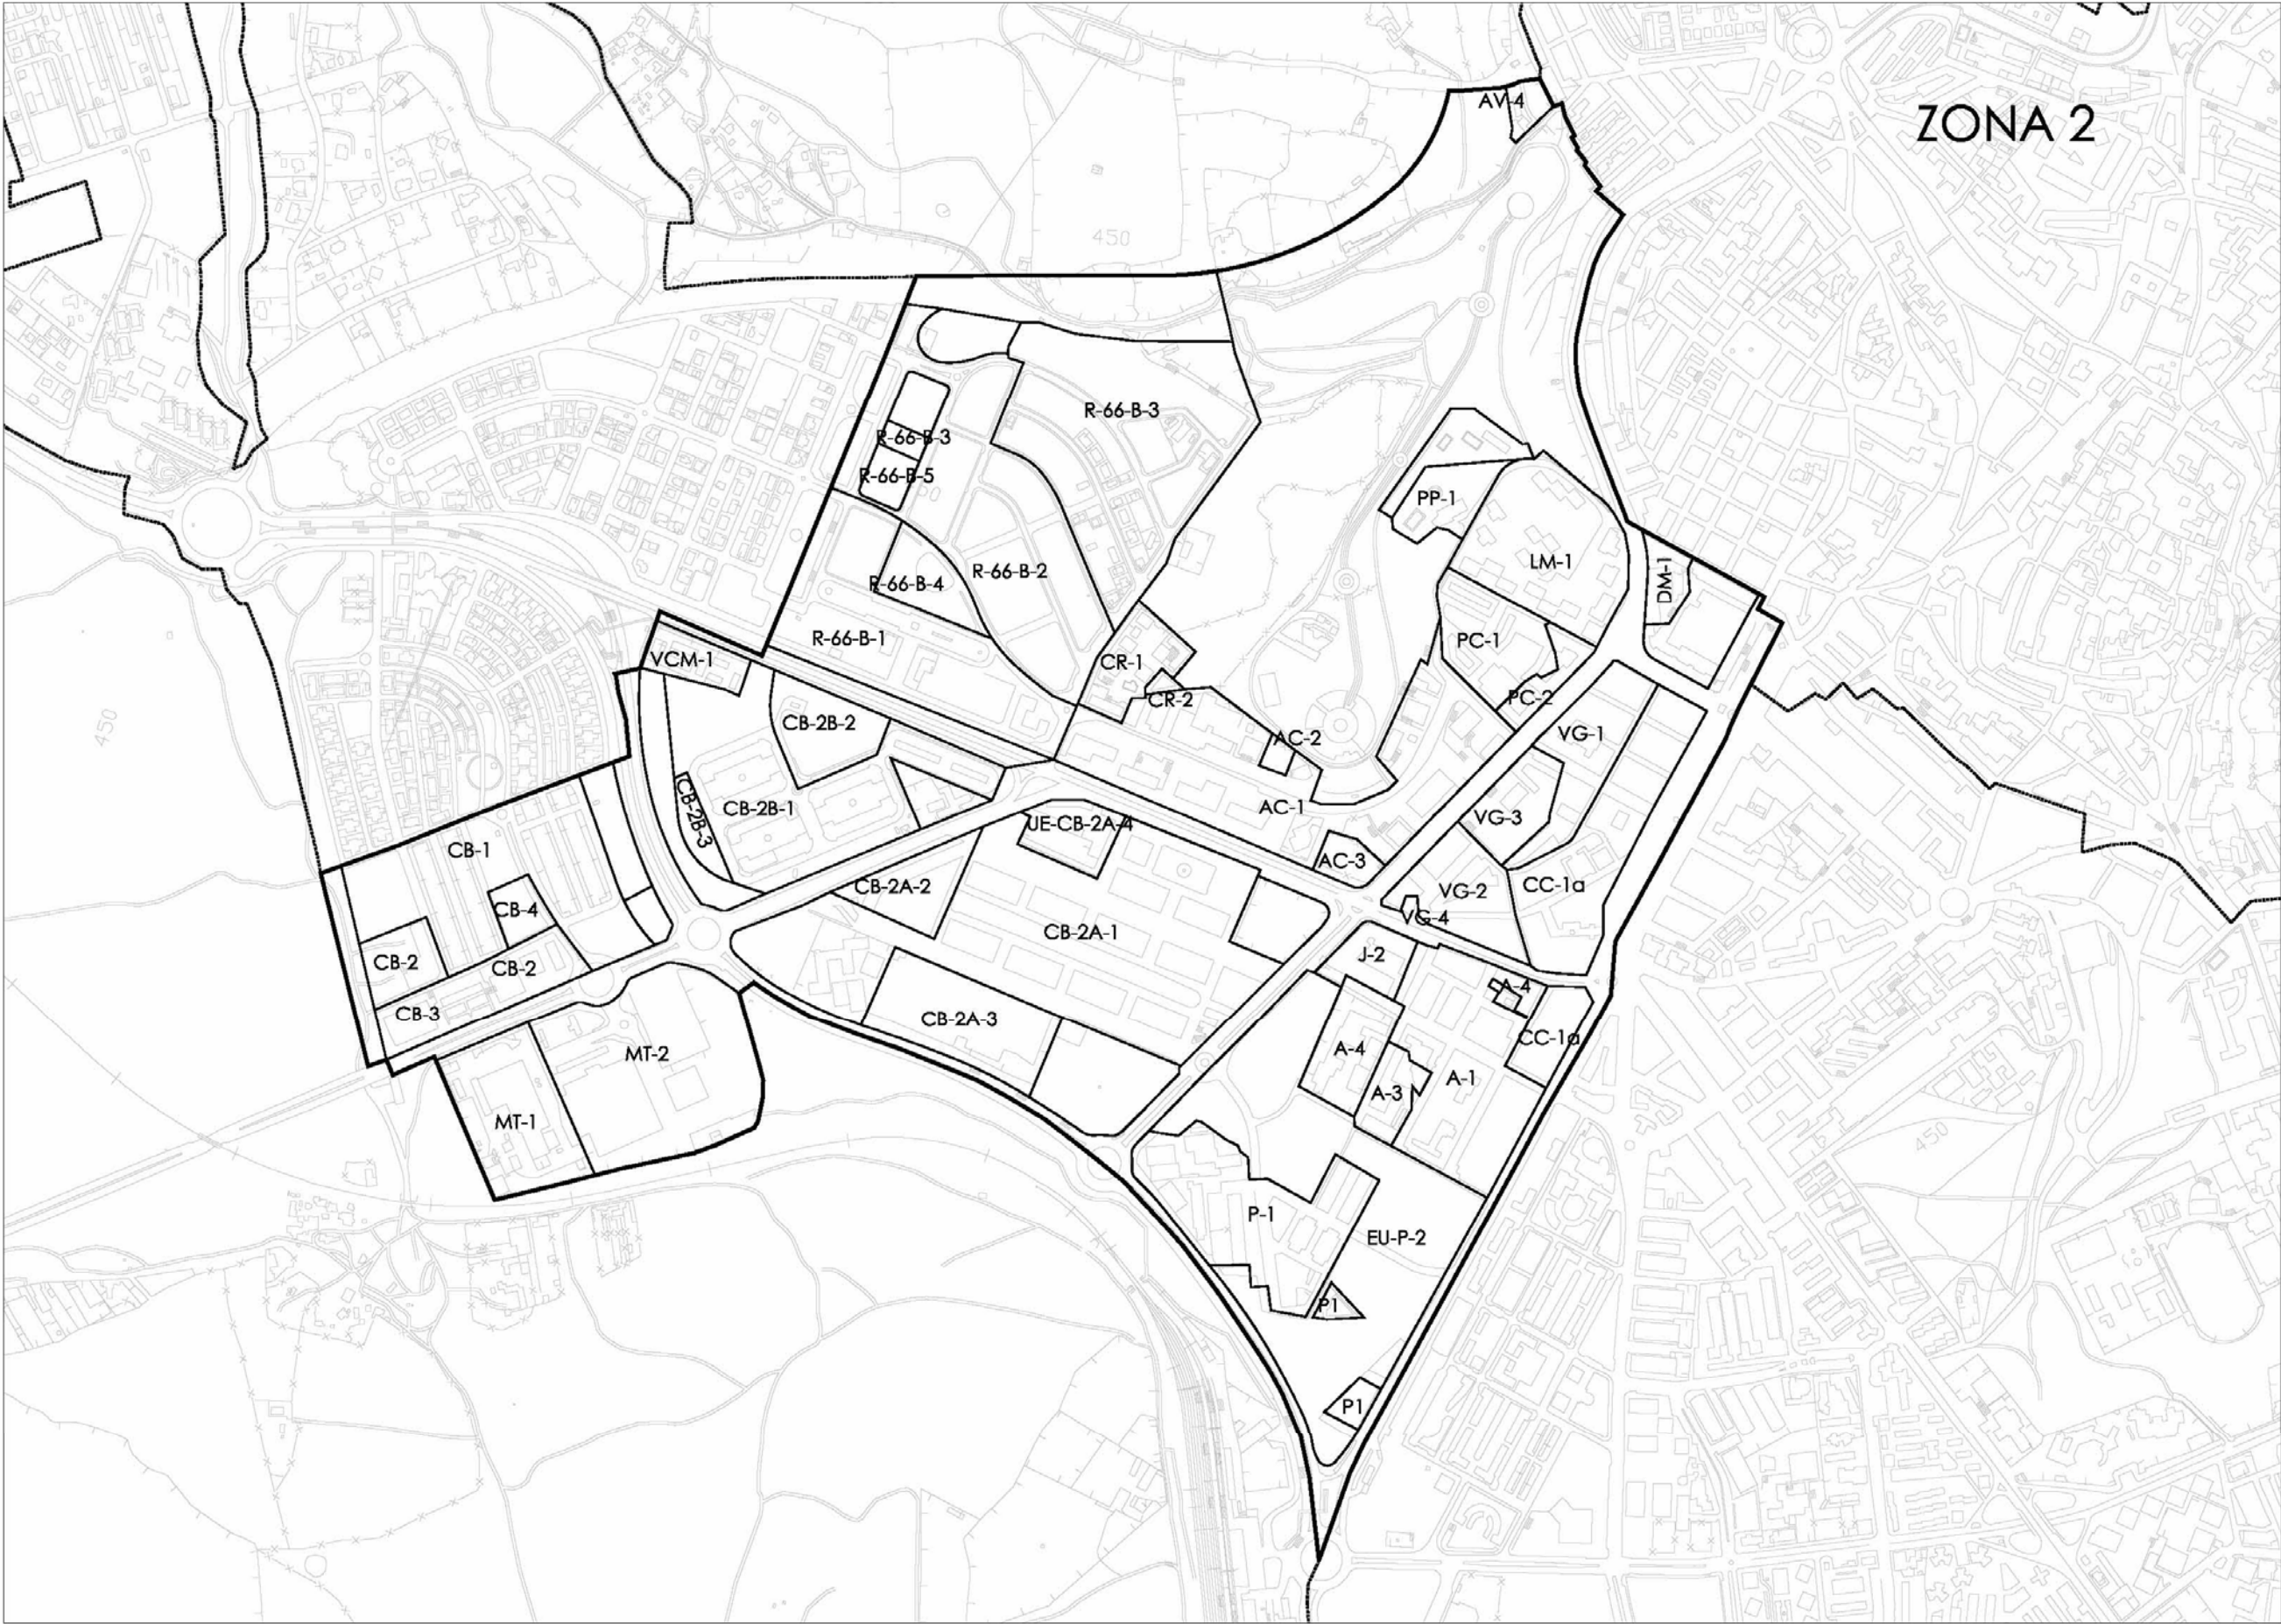 AV-4
ZONA 2
450
R-66-B-3
R-66-B-3
R-66-B-5
PP-1
LM-1
DM-1
R-66-B-2
R-66-B-4
R-66-B-1
PC-1
VCM-1
CR-1
CR-2
PC-2
CB-2B-2
AC-2
VG-1
450
CB-2B-1
CB-2B-3
AC-1
UE-CB-2A-4
VG-3
CB-1
AC-3
CB-2A-2
VG-2
CC-1a
CB-4
VG-4
CB-2A-1
CB-2
CB-2
J-2
A-4
CB-3
CB-2A-3
CC-1a
MT-2
A-4
A-1
A-3
MT-1
450
P-1
EU-P-2
P1
P1